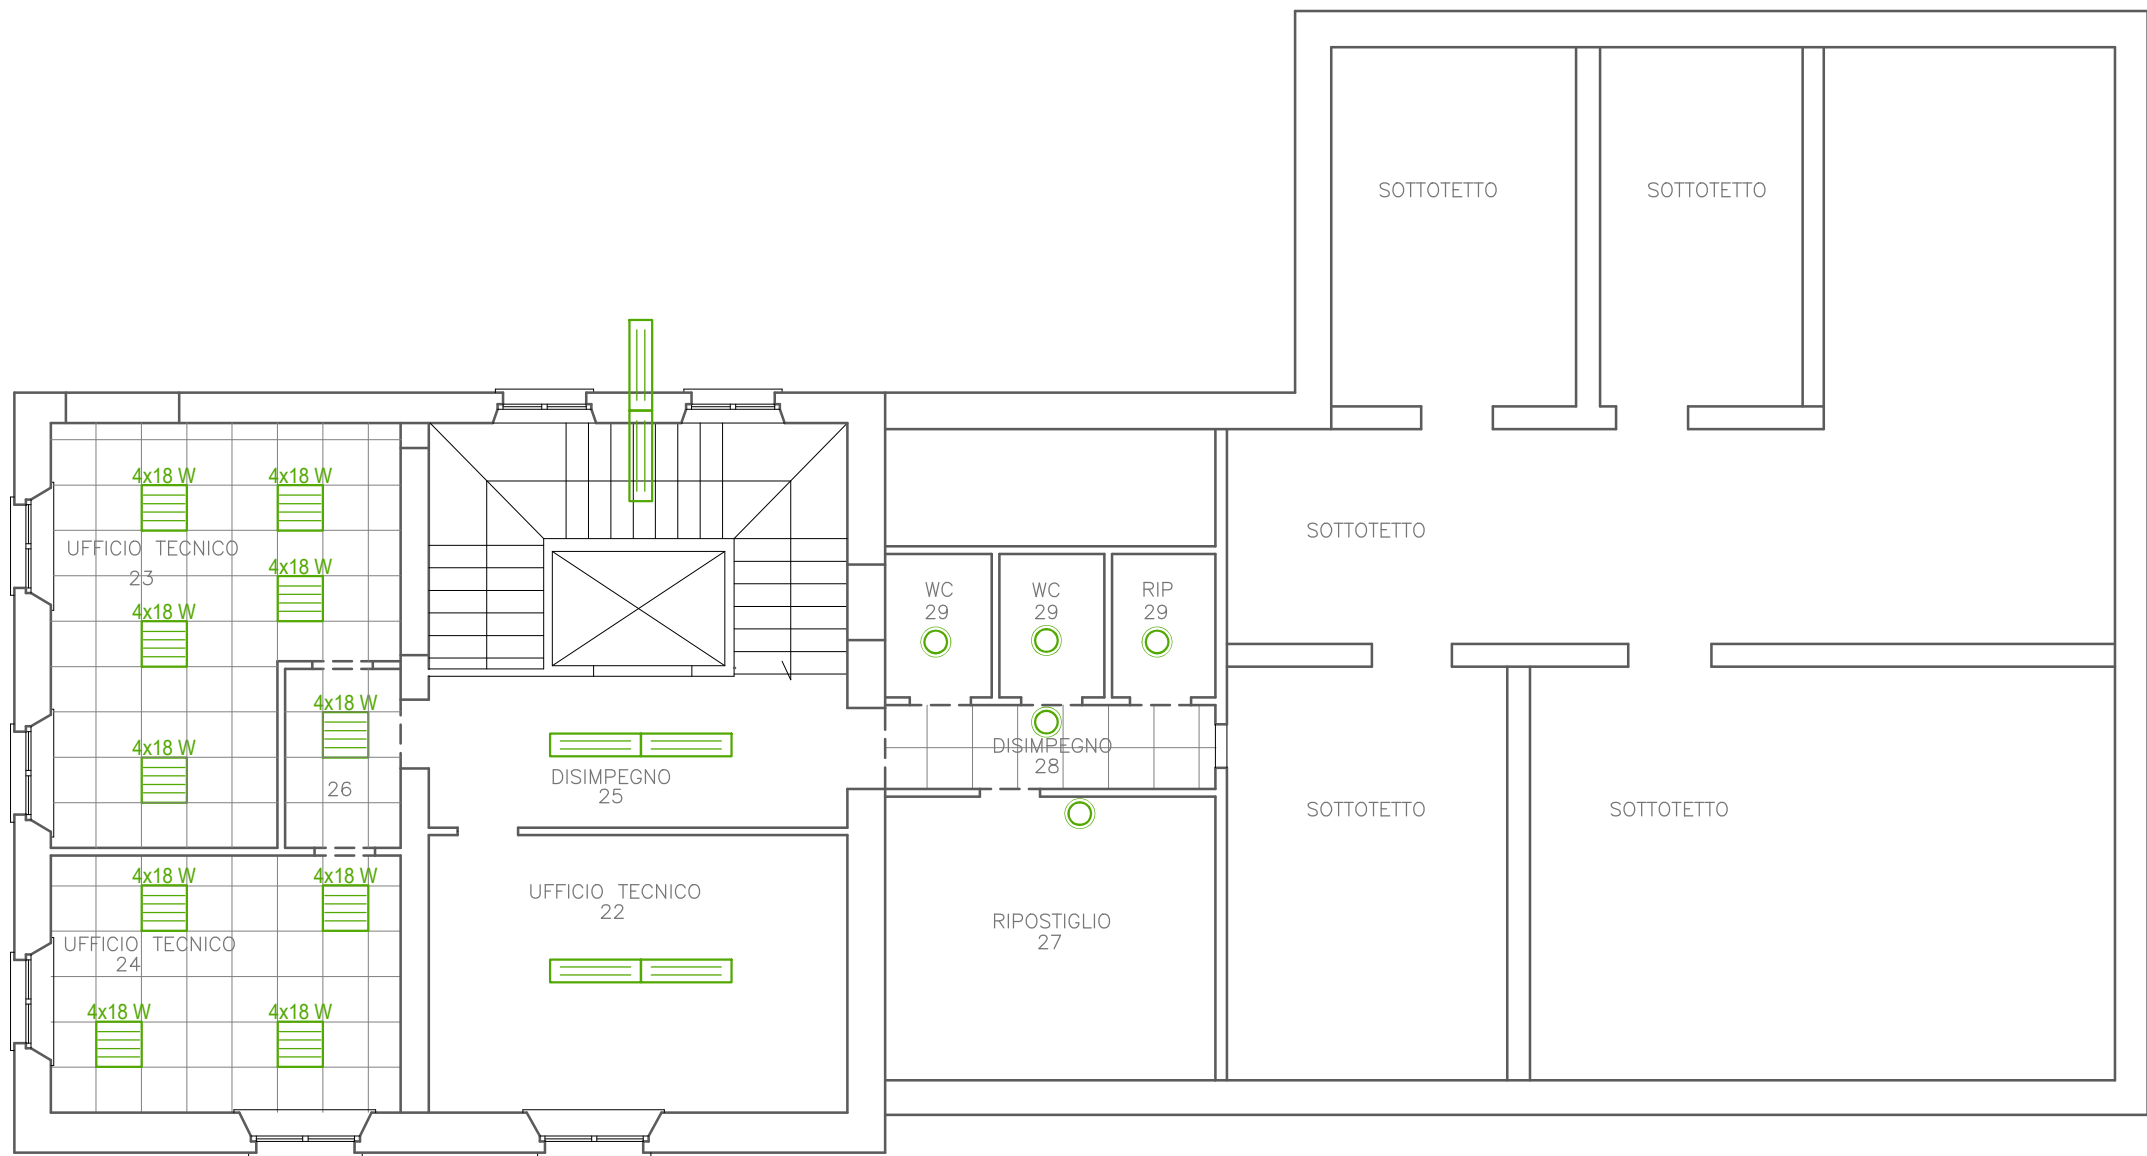 SOTTOTETTO
SOTTOTETTO
4x18 W
4x18 W
UFFICIO TECNICO
23
4x18 W
4x18 W
4x18 W
4x18 W
26
SOTTOTETTO
WC
29
WC
29
RIP
29
DISIMPEGNO
25
DISIMPEGNO
28
SOTTOTETTO
SOTTOTETTO
4x18 W
4x18 W
UFFICIO TECNICO
24
4x18 W
4x18 W
UFFICIO TECNICO
22
RIPOSTIGLIO
27